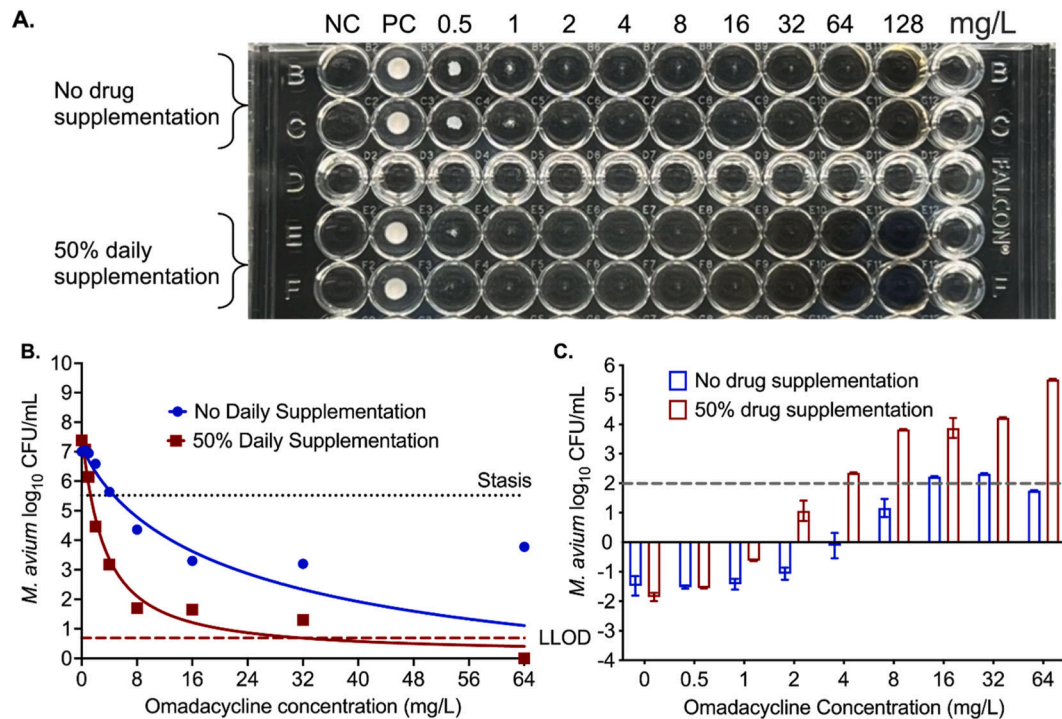 A.
NC PC 0.5 1 2 4 8 16 32 64 128 mg/L
No drug
supplementation
50% daily
supplementation
B B
C C
D2 D
FALCON®
E
F
B.
10
9
8
7
6
5
4
3
2
1
0
M. avium log10 CFU/mL
No Daily Supplementation
50% Daily Supplementation
Stasis
LLOD
0 8 16 24 32 40 48 56 64
Omadacycline concentration (mg/L)
C.
6
5
4
3
2
1
0
-1
-2
-3
-4
M. avium log10 CFU/mL
No drug supplementation
50% drug supplementation
0 0.5 1 2 4 8 16 32 64
Omadacycline Concentration (mg/L)